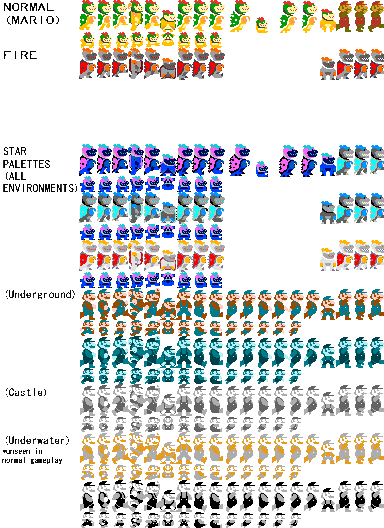 NORMAL
(MARIO)
FIRE
STAR
PALETTES
(ALL
ENVIRONMENTS)
(Underground)
(Castle)
(Underwater)
*unseen in
normal gameplay